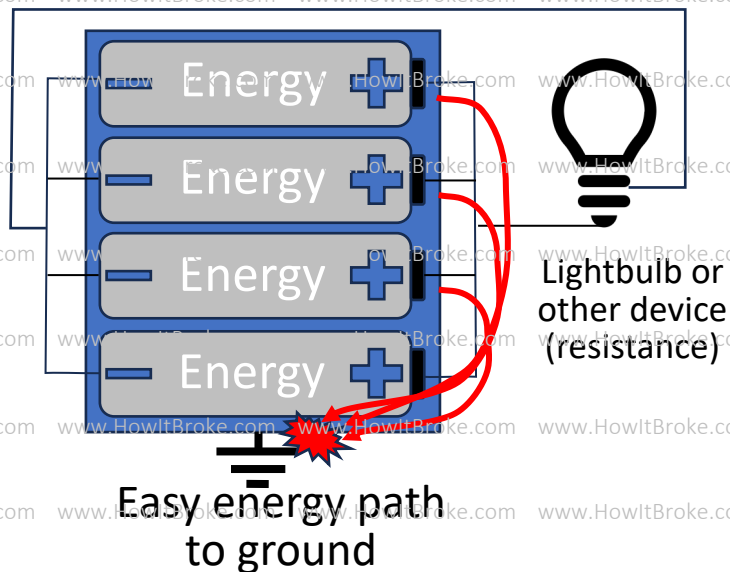 www.HowItBroke.com
Energy
Energy
Energy
Energy
Lightbulb or
other device
(resistance)
Easy energy path
to ground